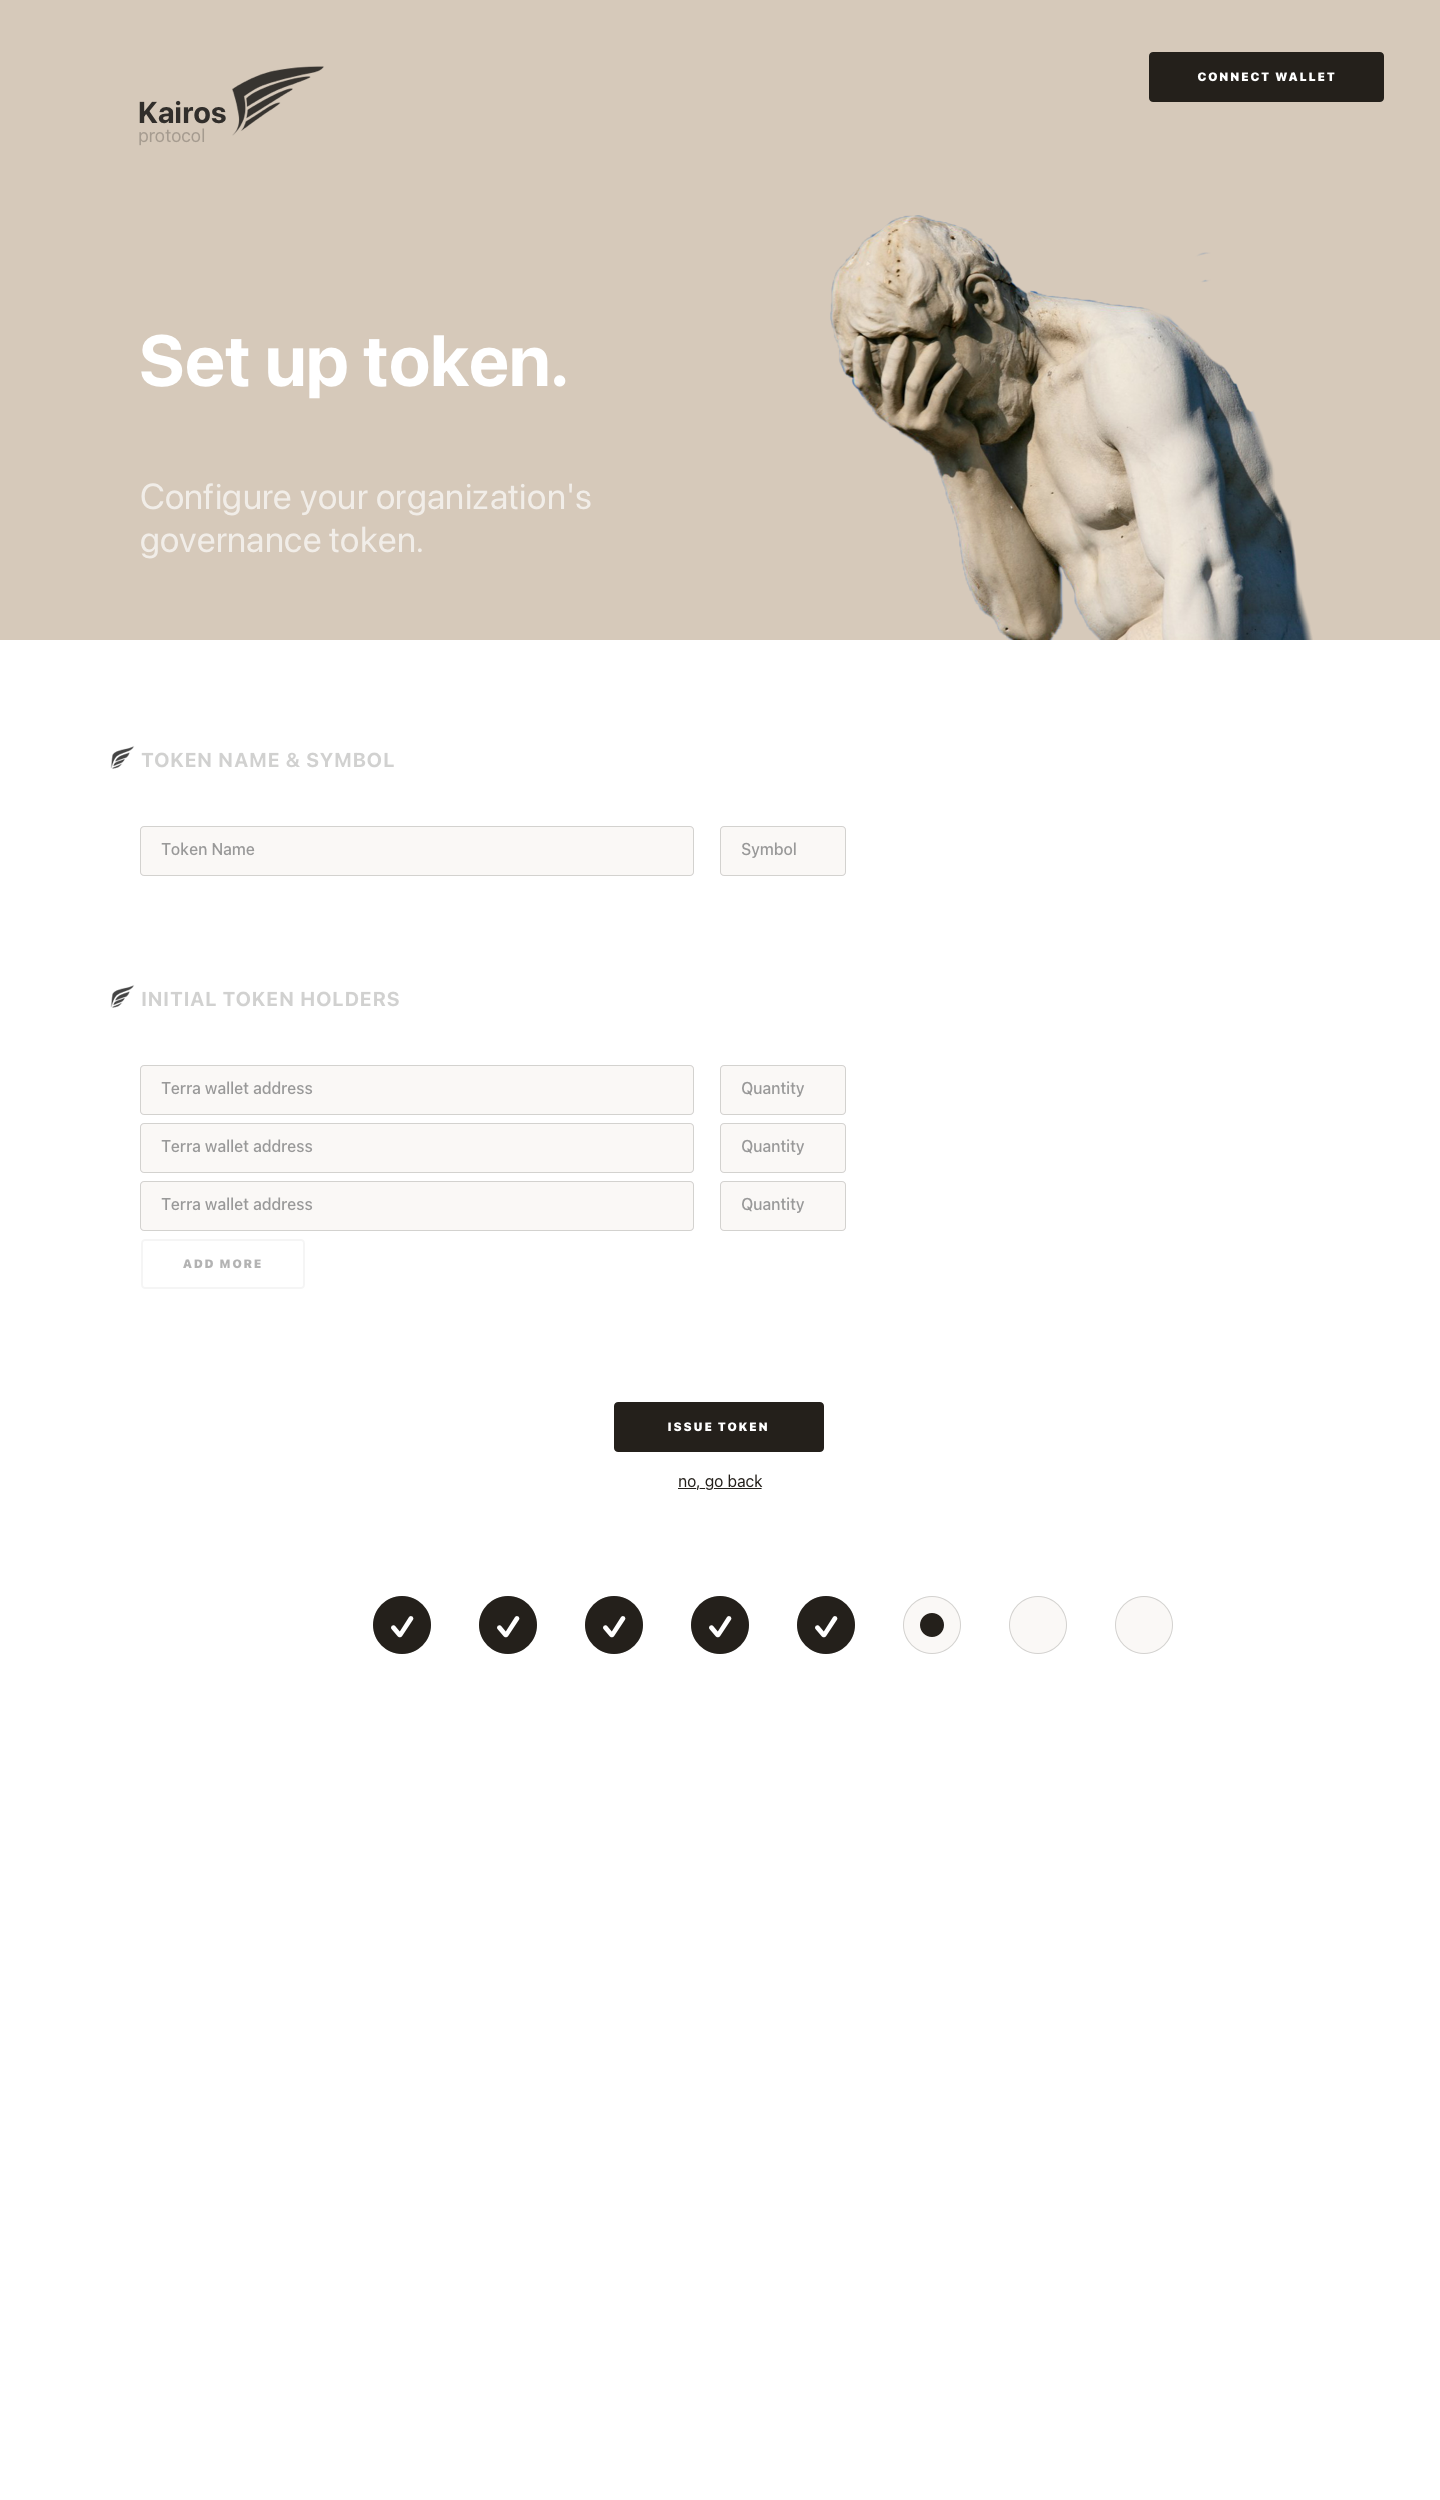 Kairos
protocol
CONNECT WALLET
Set up token.
Configure your organization's
governance token.
TOKEN NAME & SYMBOL
Token Name
Symbol
INITIAL TOKEN HOLDERS
Terra wallet address
Quantity
Terra wallet address
Quantity
Terra wallet address
Quantity
ADD MORE
ISSUE TOKEN
no, go back